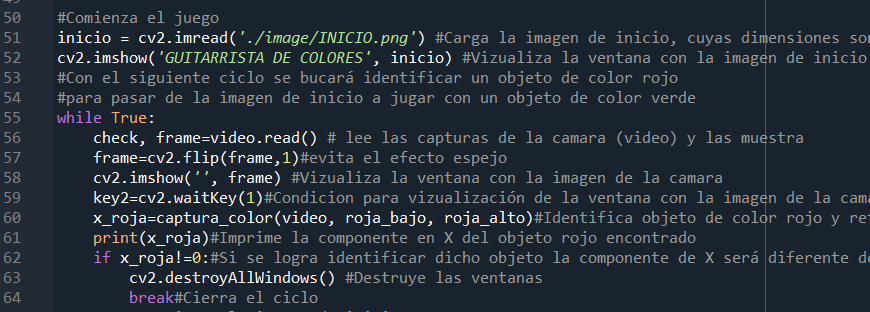 50 #Comienza el juego
51 inicio = cv2.imread('./image/INICIO.png') #Carga la imagen de inicio, cuyas dimensiones son
52 cv2.imshow('GUITARRISTA DE COLORES', inicio) #Vizualiza la ventana con la imagen de inicio
53 #Con el siguiente ciclo se bucará identificar un objeto de color rojo
54 #para pasar de la imagen de inicio a jugar con un objeto de color verde
55 while True:
56 check, frame=video.read() # lee las capturas de la camara (video) y las muestra
57 frame=cv2.flip(frame,1)#evita el efecto espejo
58 cv2.imshow('', frame) #Vizualiza la ventana con la imagen de la camara
59 key2=cv2.waitKey(1)#Condicion para vizualización de la ventana con la imagen de la cama
60 x_roja=captura_color(video, roja_bajo, roja_alto)#Identifica objeto de color rojo y ret
61 print(x_roja)#Imprime la componente en X del objeto rojo encontrado
62 if x_roja!=0:#Si se logra identificar dicho objeto la componente de X será diferente de
63 cv2.destroyAllWindows() #Destruye las ventanas
64 break#Cierra el ciclo